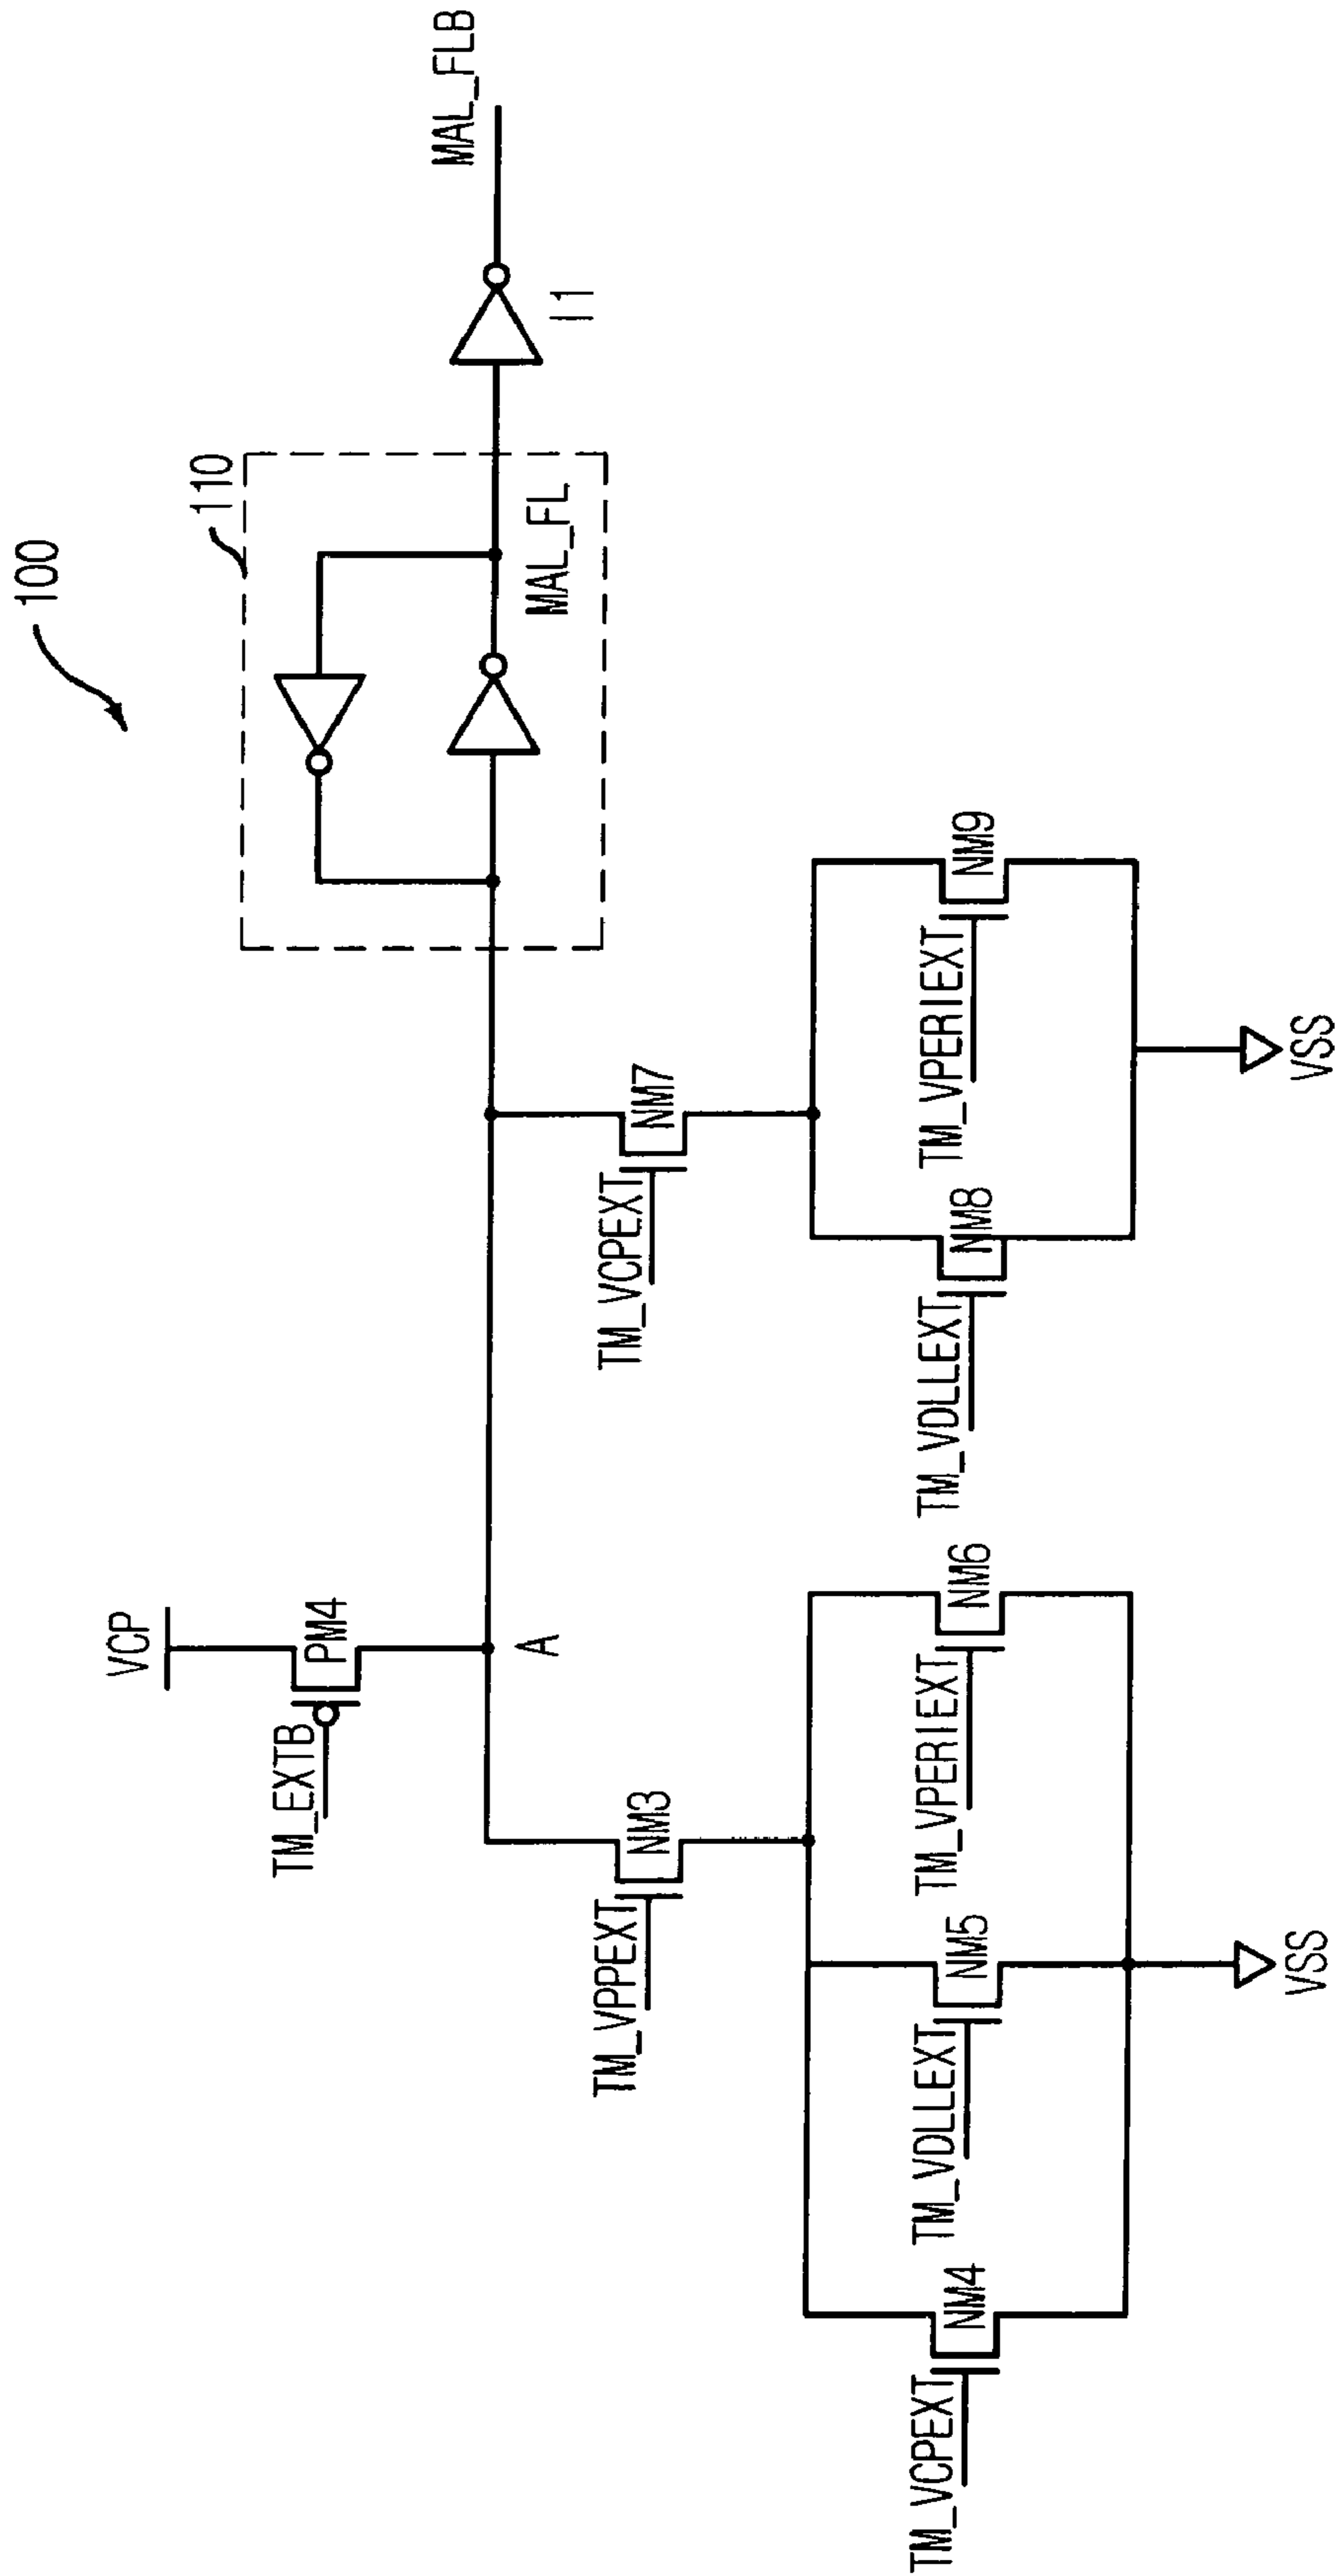 100
VCP
TM_EXTB
PM4
A
110
MAL_FL
MAL_FLB
I1
TM_VPPEXT
NM3
TM_VCPEXT
NM7
TM_VCPEXT
NM4
TM_VDLLEXT
NM5
TM_VPERIEXT
NM6
TM_VDLLEXT
NM8
TM_VPERIEXT
NM9
VSS
VSS